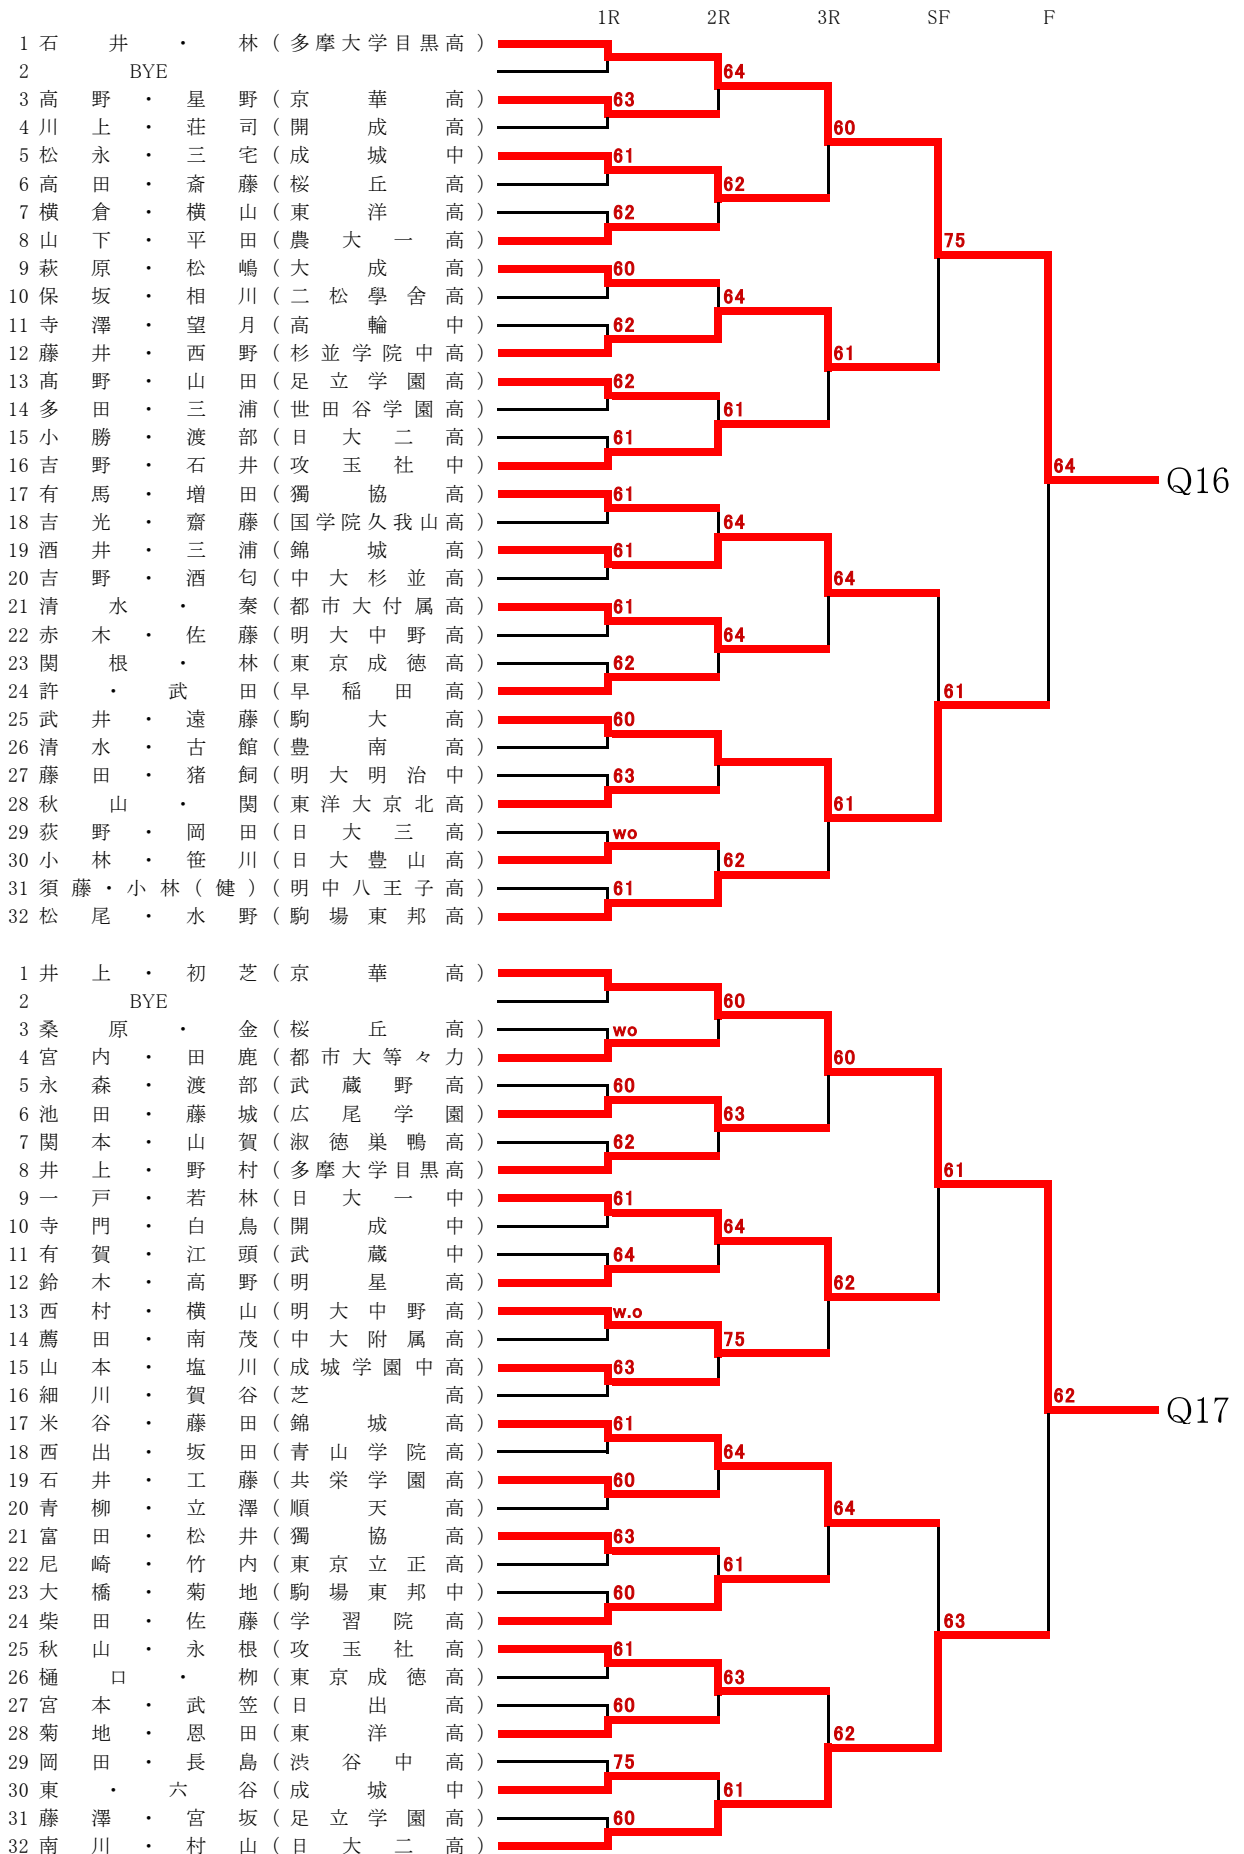 1R 2R 3R SF F
1 石井・林(多摩大学目黒高)
2 BYE 64
3 高野・星野(京華高) 63
4 川上・荘司(開成高) 60
5 松永・三宅(成城中) 61
6 高田・斎藤(桜丘高) 62
7 横倉・横山(東洋高) 62
8 山下・平田(農大一高) 75
9 萩原・松嶋(大成高) 60
10 保坂・相川(二松學舍高) 64
11 寺澤・望月(高輪中) 62
12 藤井・西野(杉並学院中高) 61
13 髙野・山田(足立学園高) 62
14 多田・三浦(世田谷学園高) 61
15 小勝・渡部(日大二高) 61
16 吉野・石井(攻玉社中) 64
Q16
17 有馬・増田(獨協高) 61
18 吉光・齋藤(国学院久我山高) 64
19 酒井・三浦(錦城高) 61
20 吉野・酒匂(中大杉並高) 64
21 清水・秦(都市大付属高) 61
22 赤木・佐藤(明大中野高) 64
23 関根・林(東京成徳高) 62
24 許・武田(早稲田高) 61
25 武井・遠藤(駒大高) 60
26 清水・古館(豊南高)
27 藤田・猪飼(明大明治中) 63
28 秋山・関(東洋大京北高) 61
29 荻野・岡田(日大三高) wo
30 小林・笹川(日大豊山高) 62
31 須藤・小林(健)(明中八王子高) 61
32 松尾・水野(駒場東邦高)
1 井上・初芝(京華高)
2 BYE 60
3 桑原・金(桜丘高) wo
4 宮内・田鹿(都市大等々力) 60
5 永森・渡部(武蔵野高) 60
6 池田・藤城(広尾学園) 63
7 関本・山賀(淑徳巣鴨高) 62
8 井上・野村(多摩大学目黒高) 61
9 一戸・若林(日大一中) 61
10 寺門・白鳥(開成中) 64
11 有賀・江頭(武蔵中) 64
12 鈴木・高野(明星高) 62
13 西村・横山(明大中野高) w.o
14 薦田・南茂(中大附属高) 75
15 山本・塩川(成城学園中高) 63
16 細川・賀谷(芝高) 62
Q17
17 米谷・藤田(錦城高) 61
18 西出・坂田(青山学院高) 64
19 石井・工藤(共栄学園高) 60
20 青柳・立澤(順天高) 64
21 富田・松井(獨協高) 63
22 尼崎・竹内(東京立正高) 61
23 大橋・菊地(駒場東邦中) 60
24 柴田・佐藤(学習院高) 63
25 秋山・永根(攻玉社高) 61
26 樋口・栁(東京成徳高) 63
27 宮本・武笠(日出高) 60
28 菊地・恩田(東洋高) 62
29 岡田・長島(渋谷中高) 75
30 東・六谷(成城中) 61
31 藤澤・宮坂(足立学園高) 60
32 南川・村山(日大二高)